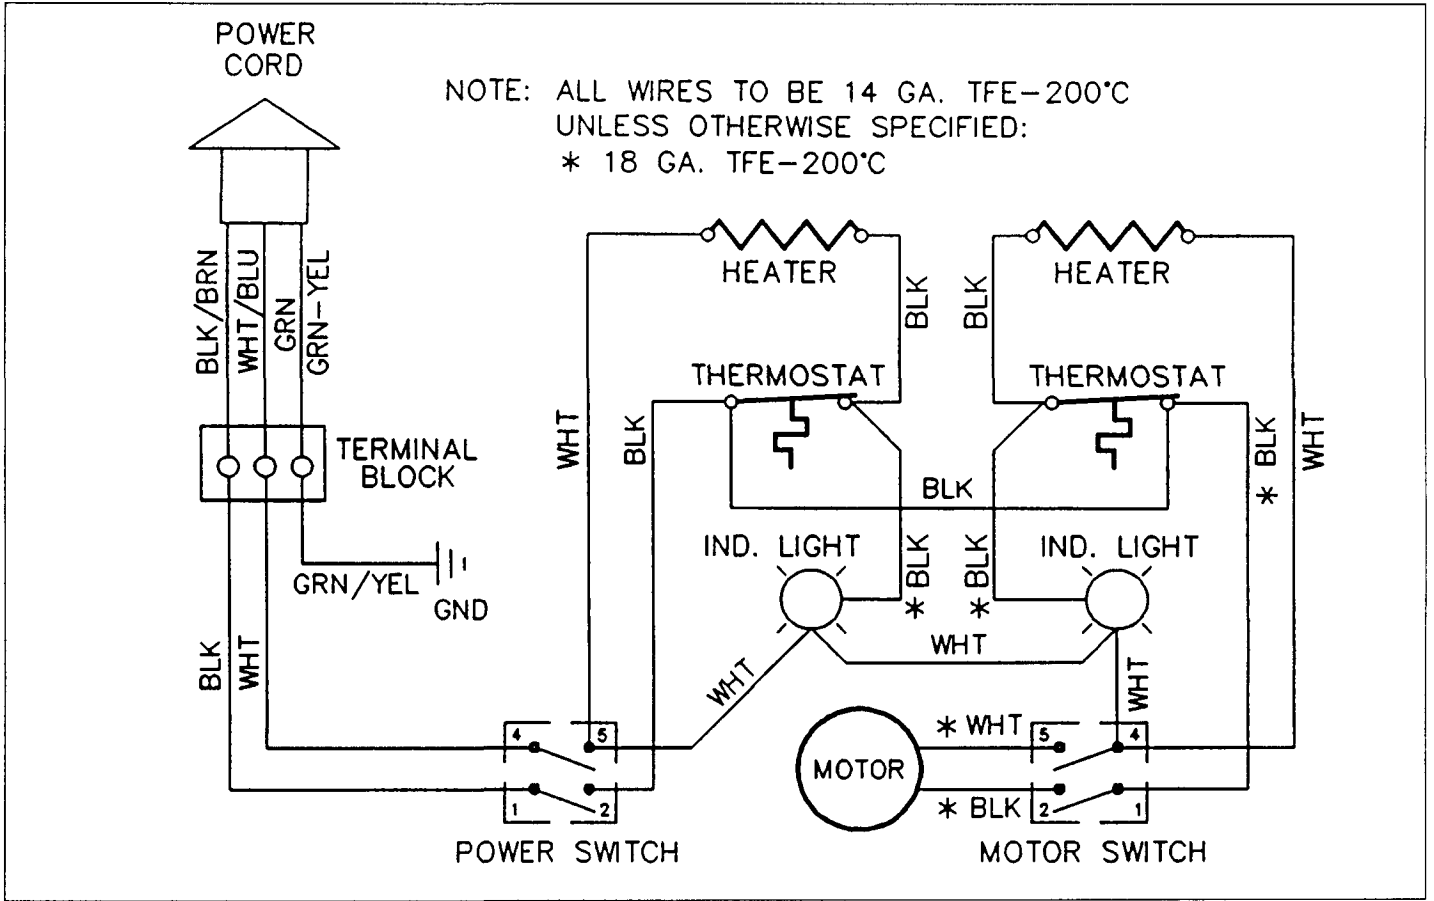 POWER
CORD
NOTE: ALL WIRES TO BE 14 GA. TFE-200°C
UNLESS OTHERWISE SPECIFIED:
* 18 GA. TFE-200°C
BLK/BRN
WHT/BLU
GRN
GRN-YEL
HEATER
HEATER
BLK
BLK
THERMOSTAT
THERMOSTAT
TERMINAL
BLOCK
WHT
BLK
* BLK
WHT
BLK
IND. LIGHT
IND. LIGHT
* BLK
* BLK
GRN/YEL
GND
BLK
WHT
WHT
WHT
WHT
4
5
1
2
POWER SWITCH
MOTOR
* WHT
* BLK
5
4
2
1
MOTOR SWITCH